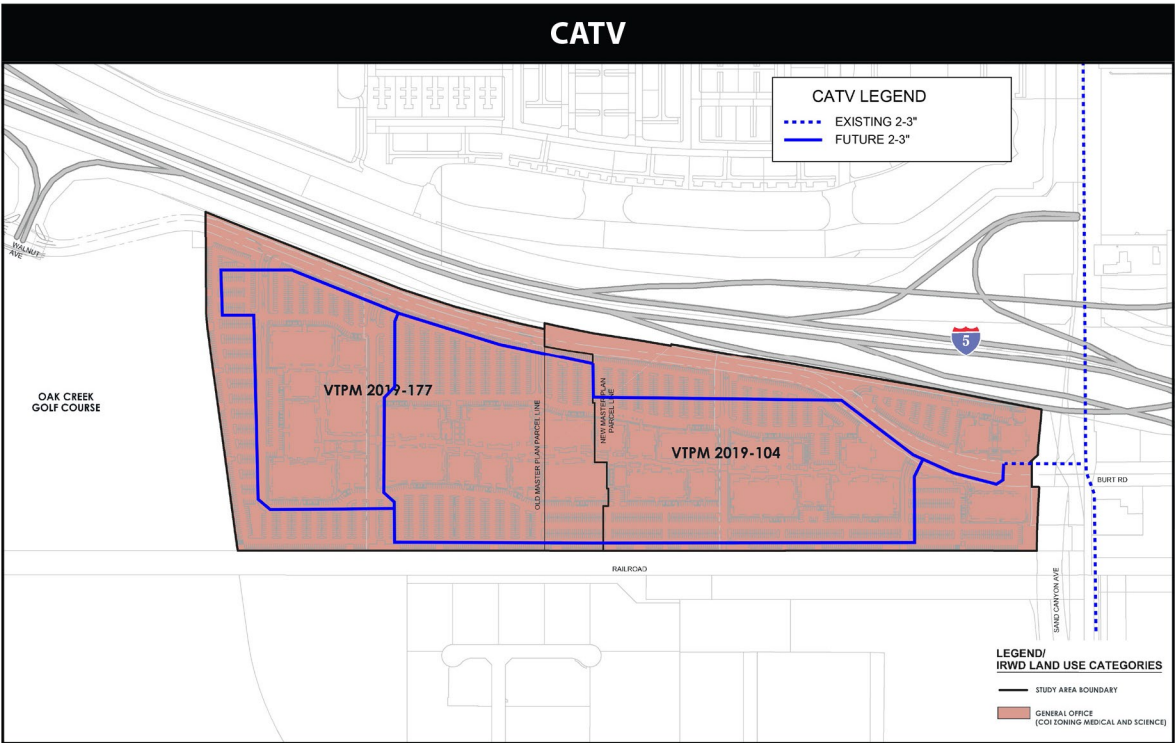 CATV
CATV LEGEND
EXISTING 2-3"
FUTURE 2-3"
WALNUT
AVE
5
OAK CREEK
GOLF COURSE
VTPM 2019-177
OLD MASTER PLAN PARCEL LINE
NEW MASTER PLAN
PARCEL LINE
VTPM 2019-104
BURT RD
RAILROAD
SAND CANYON AVE
LEGEND/
IRWD LAND USE CATEGORIES
STUDY AREA BOUNDARY
GENERAL OFFICE
(COI ZONING MEDICAL AND SCIENCE)